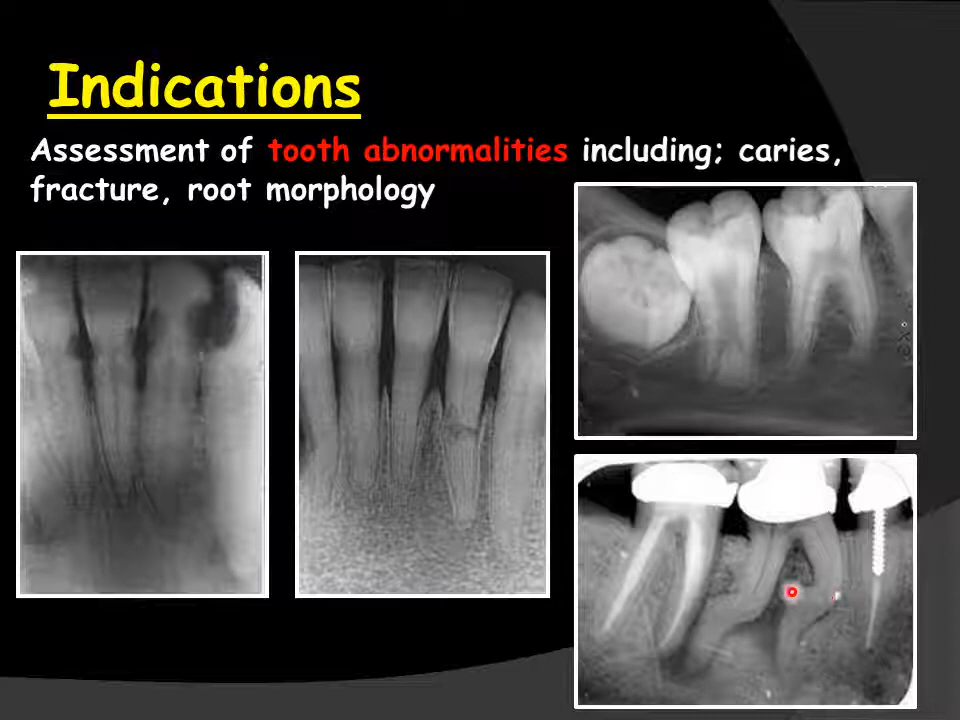 Indications
Assessment of tooth abnormalities including; caries,
fracture, root morphology